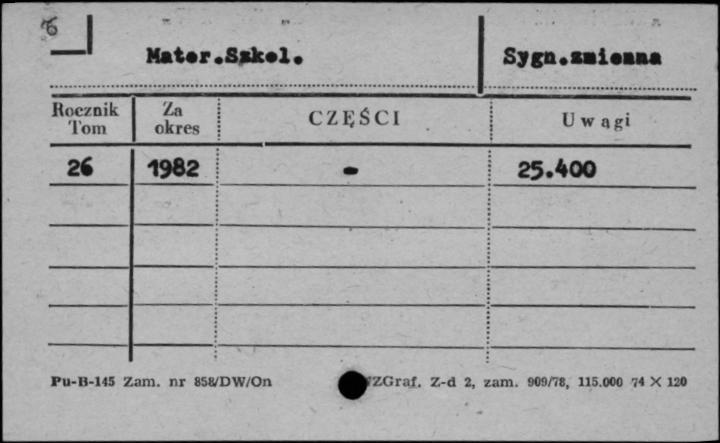 Mater.Szkol. Sygn.zmienna
Rocznik Tom Za okres CZĘŚCI Uwagi
26 1982 - 25.400
Pu-B-145 Zam. nr 858/DW/On ZGraf. Z-d 2, zam. 909/78, 115.000 74 X 120